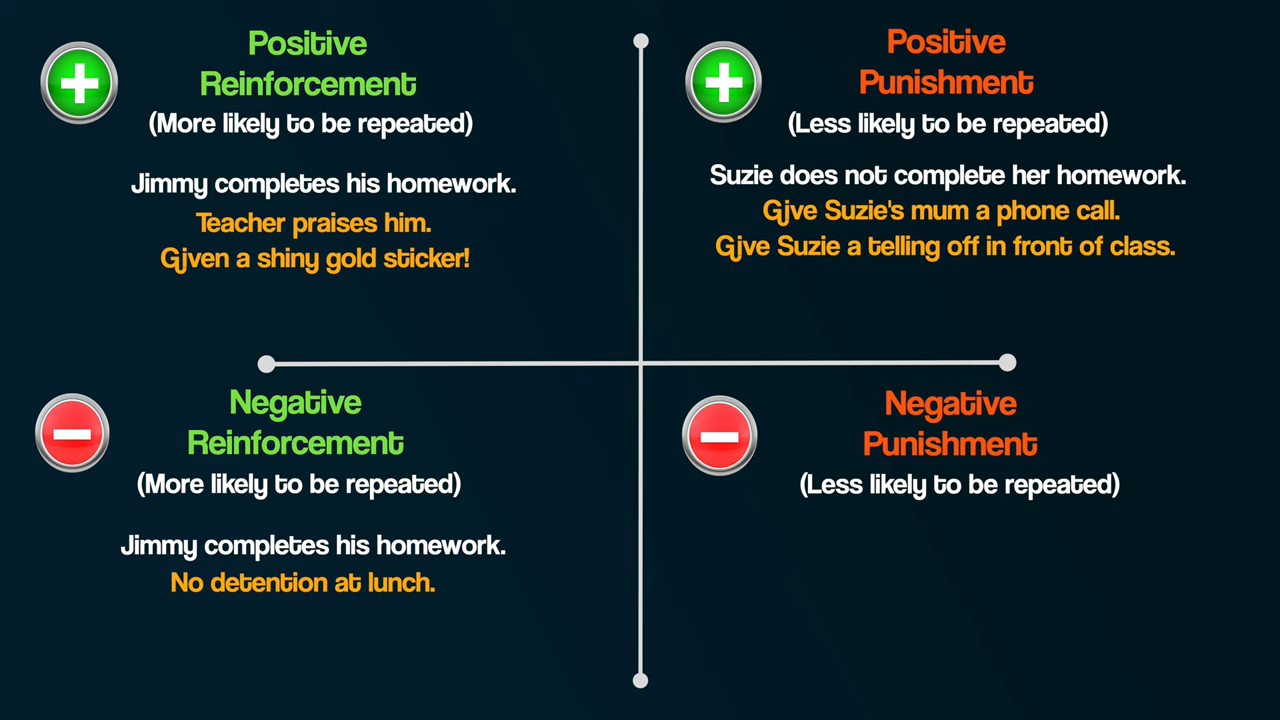 Positive
Reinforcement
(More likely to be repeated)
Jimmy completes his homework.
Teacher praises him.
Given a shiny gold sticker!
Positive
Punishment
(Less likely to be repeated)
Suzie does not complete her homework.
Give Suzie's mum a phone call.
Give Suzie a telling off in front of class.
Negative
Reinforcement
(More likely to be repeated)
Jimmy completes his homework.
No detention at lunch.
Negative
Punishment
(Less likely to be repeated)